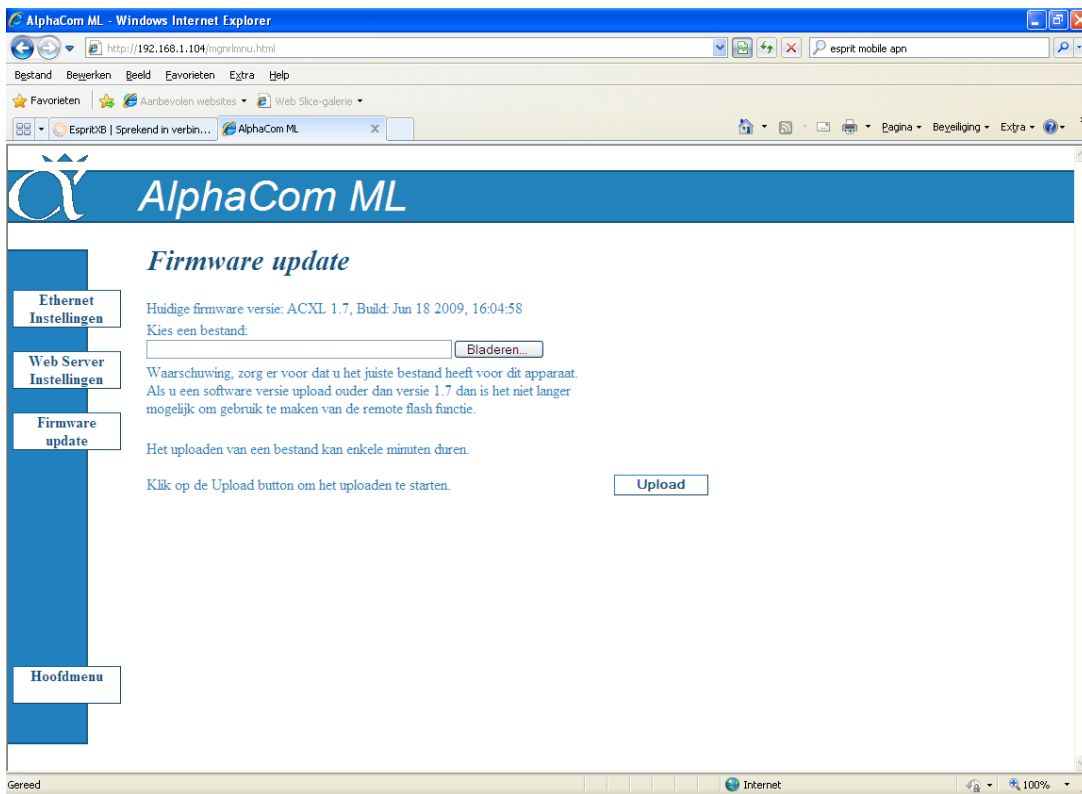 AlphaCom ML - Windows Internet Explorer
http://192.168.1.104/mgnrlmnu.html
esprit mobile apn
Bestand Bewerken Beeld Favorieten Extra Help
Favorieten Aanbevolen websites Web Slice-galerie
EspritXB | Sprekend in verbin... AlphaCom ML Pagina Beveiliging Extra
AlphaCom ML
Firmware update
Ethernet
Instellingen
Web Server
Instellingen
Firmware
update
Hoofdmenu
Huidige firmware versie: ACXL 1.7, Build: Jun 18 2009, 16:04:58
Kies een bestand:
Bladeren...
Waarschuwing, zorg er voor dat u het juiste bestand heeft voor dit apparaat.
Als u een software versie upload ouder dan versie 1.7 dan is het niet langer
mogelijk om gebruik te maken van de remote flash functie.
Het uploaden van een bestand kan enkele minuten duren.
Klik op de Upload button om het uploaden te starten.
Upload
Gereed Internet 100%